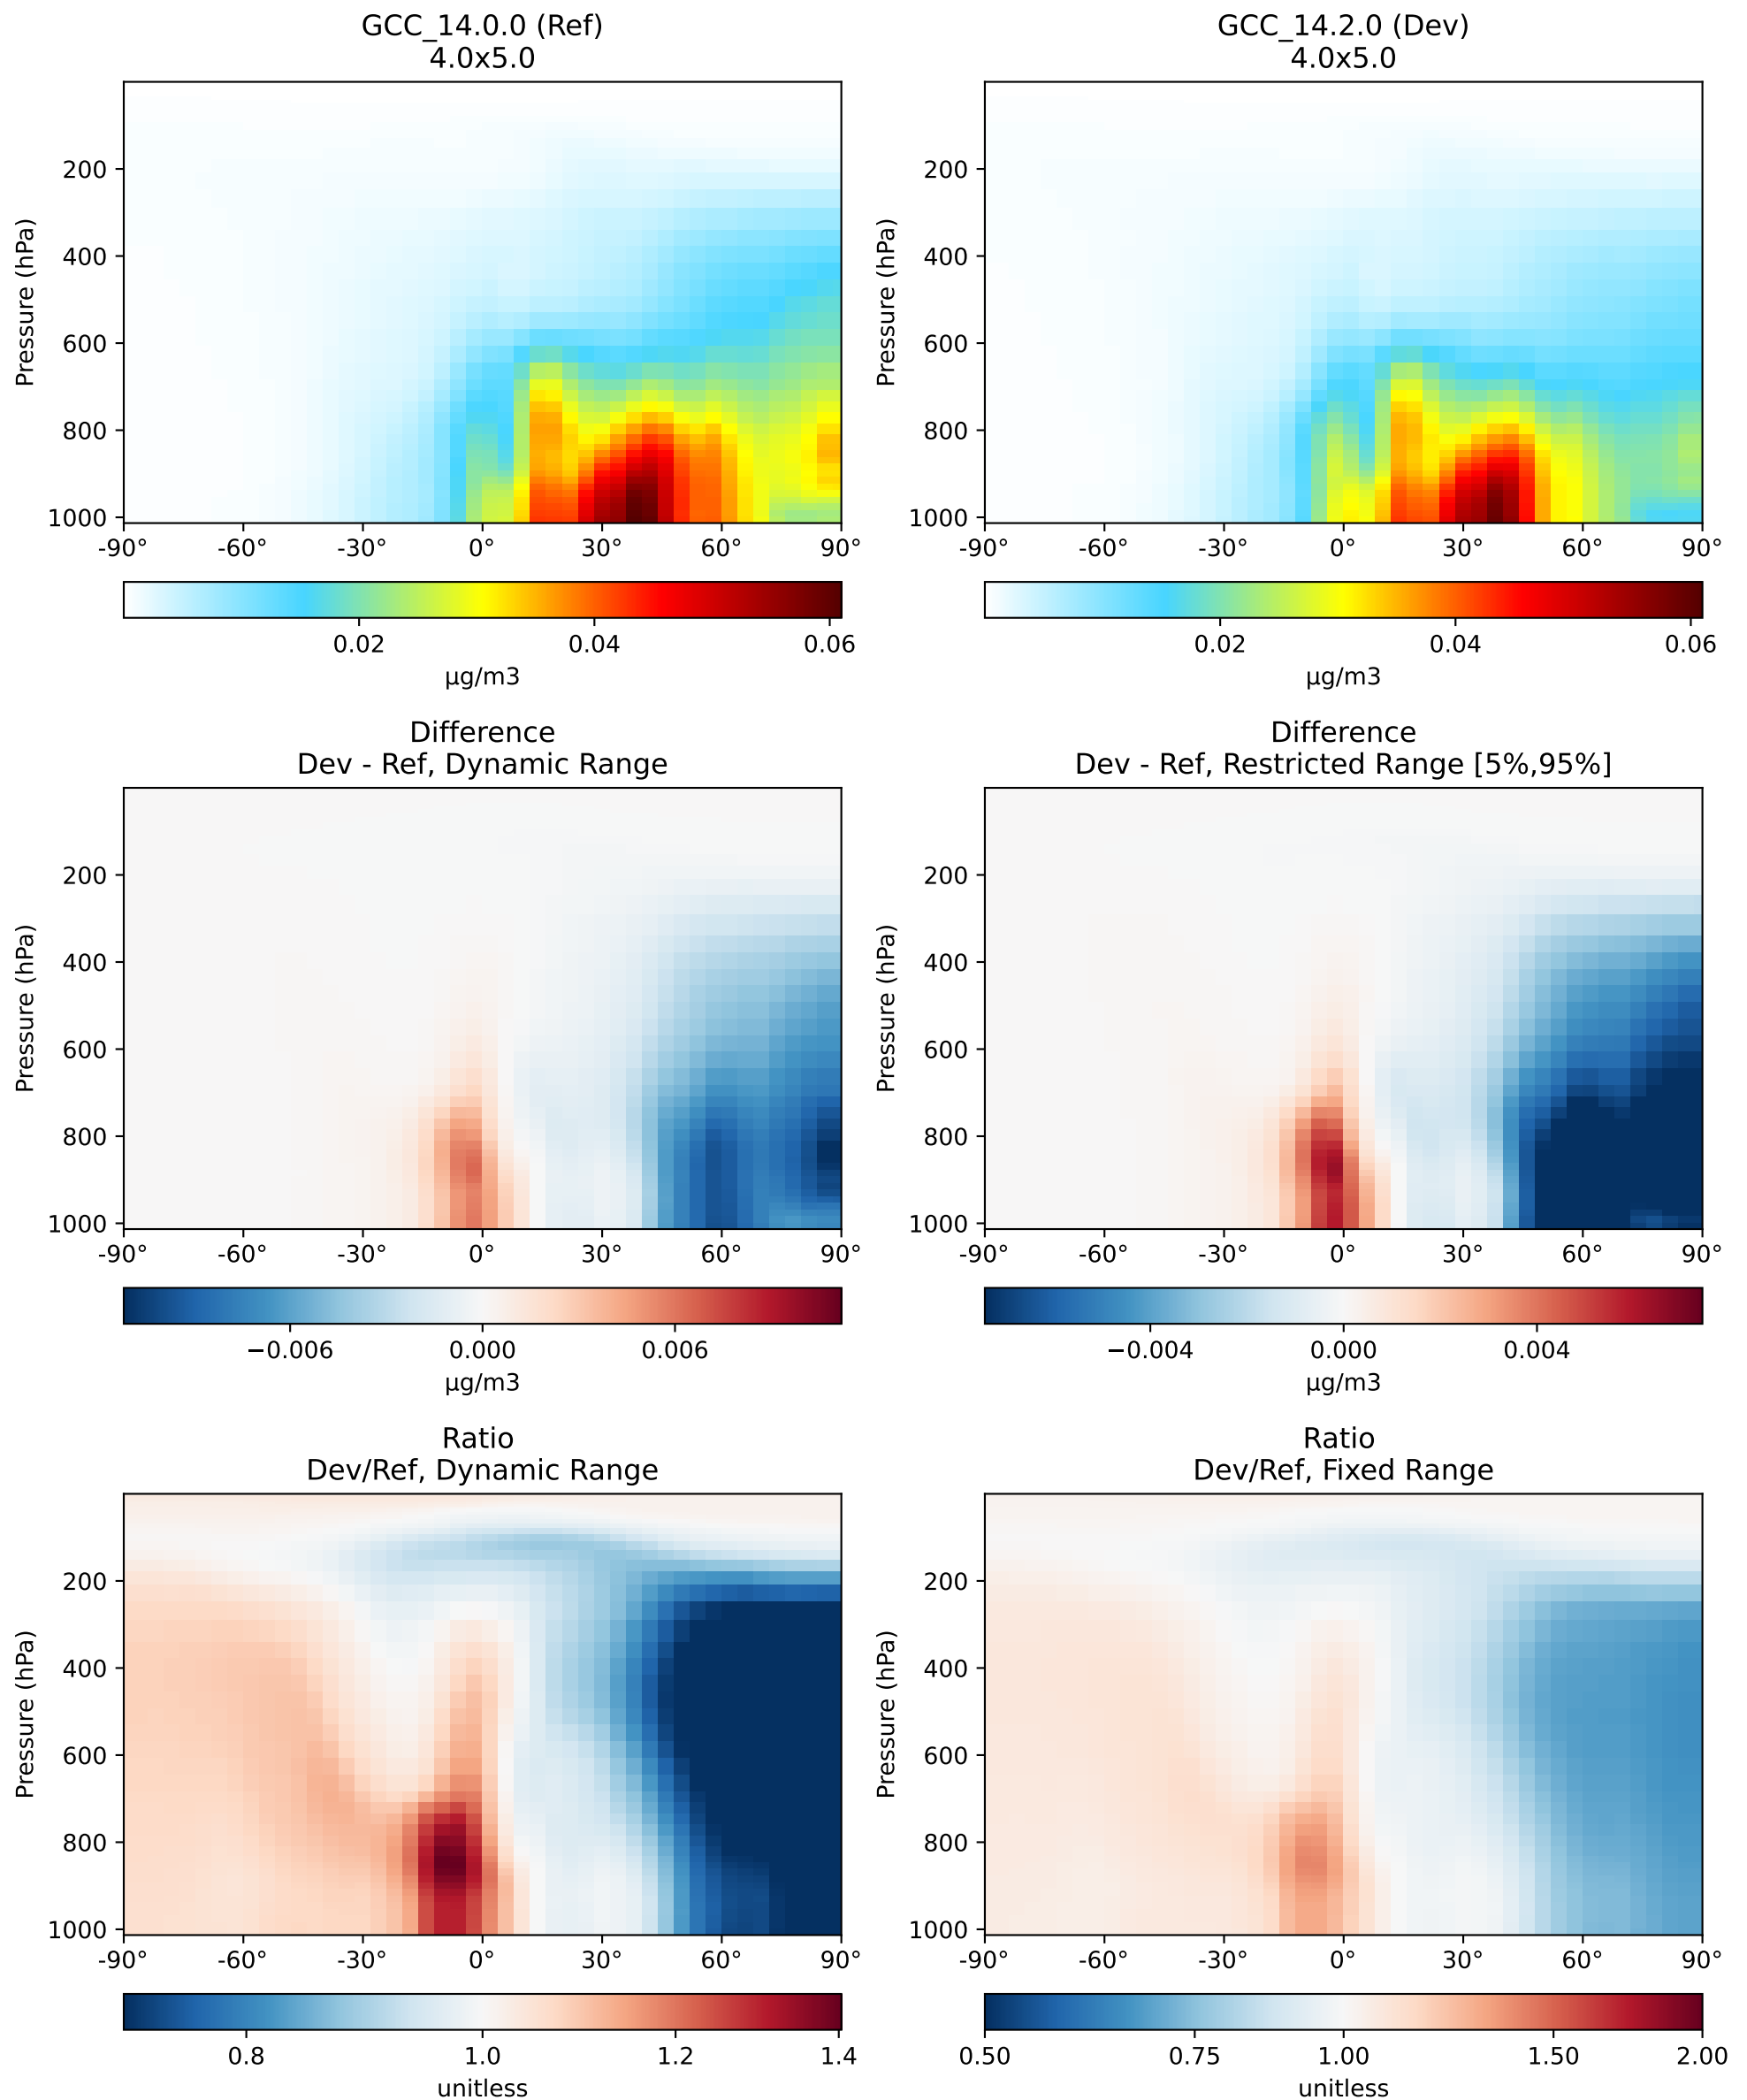 GCC_14.0.0 (Ref)
4.0x5.0
Pressure (hPa)
200
400
600
800
1000
-90° -60° -30° 0° 30° 60° 90°
0.02 0.04 0.06
μg/m3
GCC_14.2.0 (Dev)
4.0x5.0
Pressure (hPa)
200
400
600
800
1000
-90° -60° -30° 0° 30° 60° 90°
0.02 0.04 0.06
μg/m3
Difference
Dev - Ref, Dynamic Range
Pressure (hPa)
200
400
600
800
1000
-90° -60° -30° 0° 30° 60° 90°
−0.006 0.000 0.006
μg/m3
Difference
Dev - Ref, Restricted Range [5%,95%]
Pressure (hPa)
200
400
600
800
1000
-90° -60° -30° 0° 30° 60° 90°
−0.004 0.000 0.004
μg/m3
Ratio
Dev/Ref, Dynamic Range
Pressure (hPa)
200
400
600
800
1000
-90° -60° -30° 0° 30° 60° 90°
0.8 1.0 1.2 1.4
unitless
Ratio
Dev/Ref, Fixed Range
Pressure (hPa)
200
400
600
800
1000
-90° -60° -30° 0° 30° 60° 90°
0.50 0.75 1.00 1.50 2.00
unitless